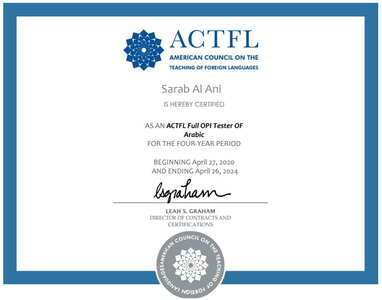 ACTFL
AMERICAN COUNCIL ON THE
TEACHING OF FOREIGN LANGUAGES
Sarab Al Ani
IS HEREBY CERTIFIED
AS AN ACTFL Full OPI Tester OF
Arabic
FOR THE FOUR-YEAR PERIOD
BEGINNING April 27, 2020
AND ENDING April 26, 2024
lsgraham
LEAH S. GRAHAM
DIRECTOR OF CONTRACTS AND
CERTIFICATIONS
AMERICAN COUNCIL ON THE TEACHING OF FOREIGN LANGUAGES